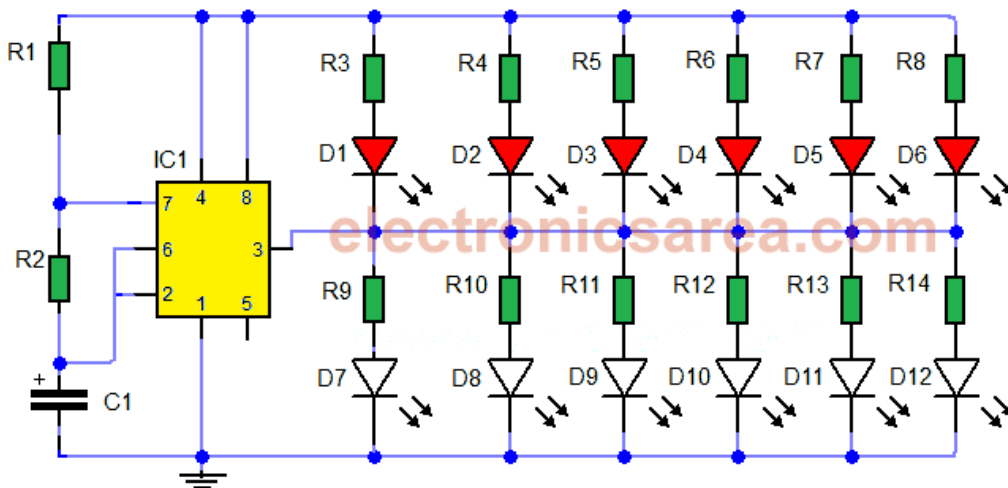 R1
R3 R4 R5 R6 R7 R8
IC1 D1 D2 D3 D4 D5 D6
7 4 8
electronicsarea.com
R2 6 3
2 1 5
R9 R10 R11 R12 R13 R14
+ C1 D7 D8 D9 D10 D11 D12